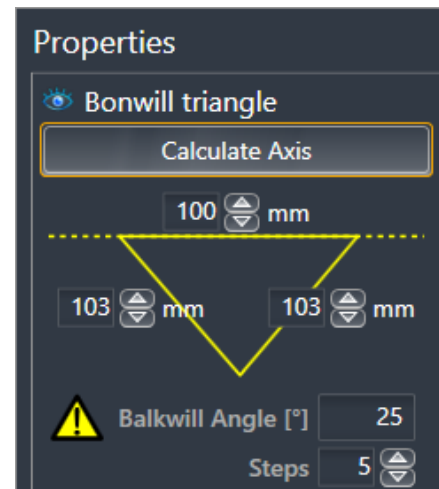 Properties
Bonwill triangle
Calculate Axis
100 mm
103 mm 103 mm
Balkwill Angle [°] 25
Steps 5